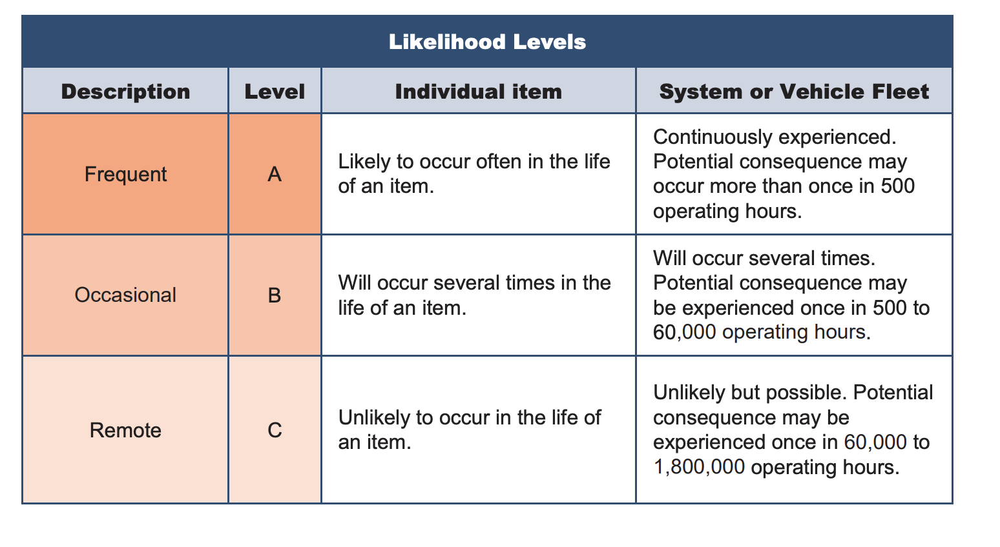 Likelihood Levels
Description Level Individual item System or Vehicle Fleet
Frequent
A
Likely to occur often in the life
of an item.
Continuously experienced.
Potential consequence may
occur more than once in 500
operating hours.
Occasional
B
Will occur several times in the
life of an item.
Will occur several times.
Potential consequence may
be experienced once in 500 to
60,000 operating hours.
Remote
C
Unlikely to occur in the life of
an item.
Unlikely but possible. Potential
consequence may be
experienced once in 60,000 to
1,800,000 operating hours.